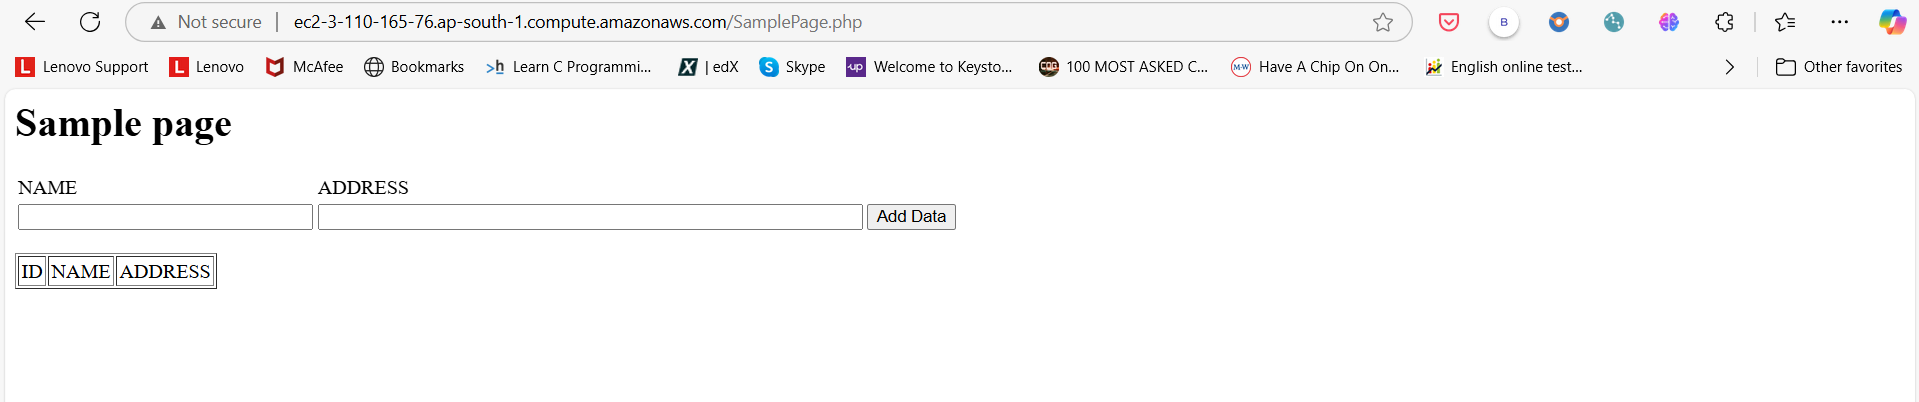 Not secure ec2-3-110-165-76.ap-south-1.compute.amazonaws.com/SamplePage.php B
L Lenovo Support L Lenovo McAfee Bookmarks >h Learn C Programmi... X | edX S Skype up Welcome to Keysto... 100 MOST ASKED C... M-W Have A Chip On On... English online test... Other favorites
Sample page
NAME ADDRESS
Add Data
ID NAME ADDRESS